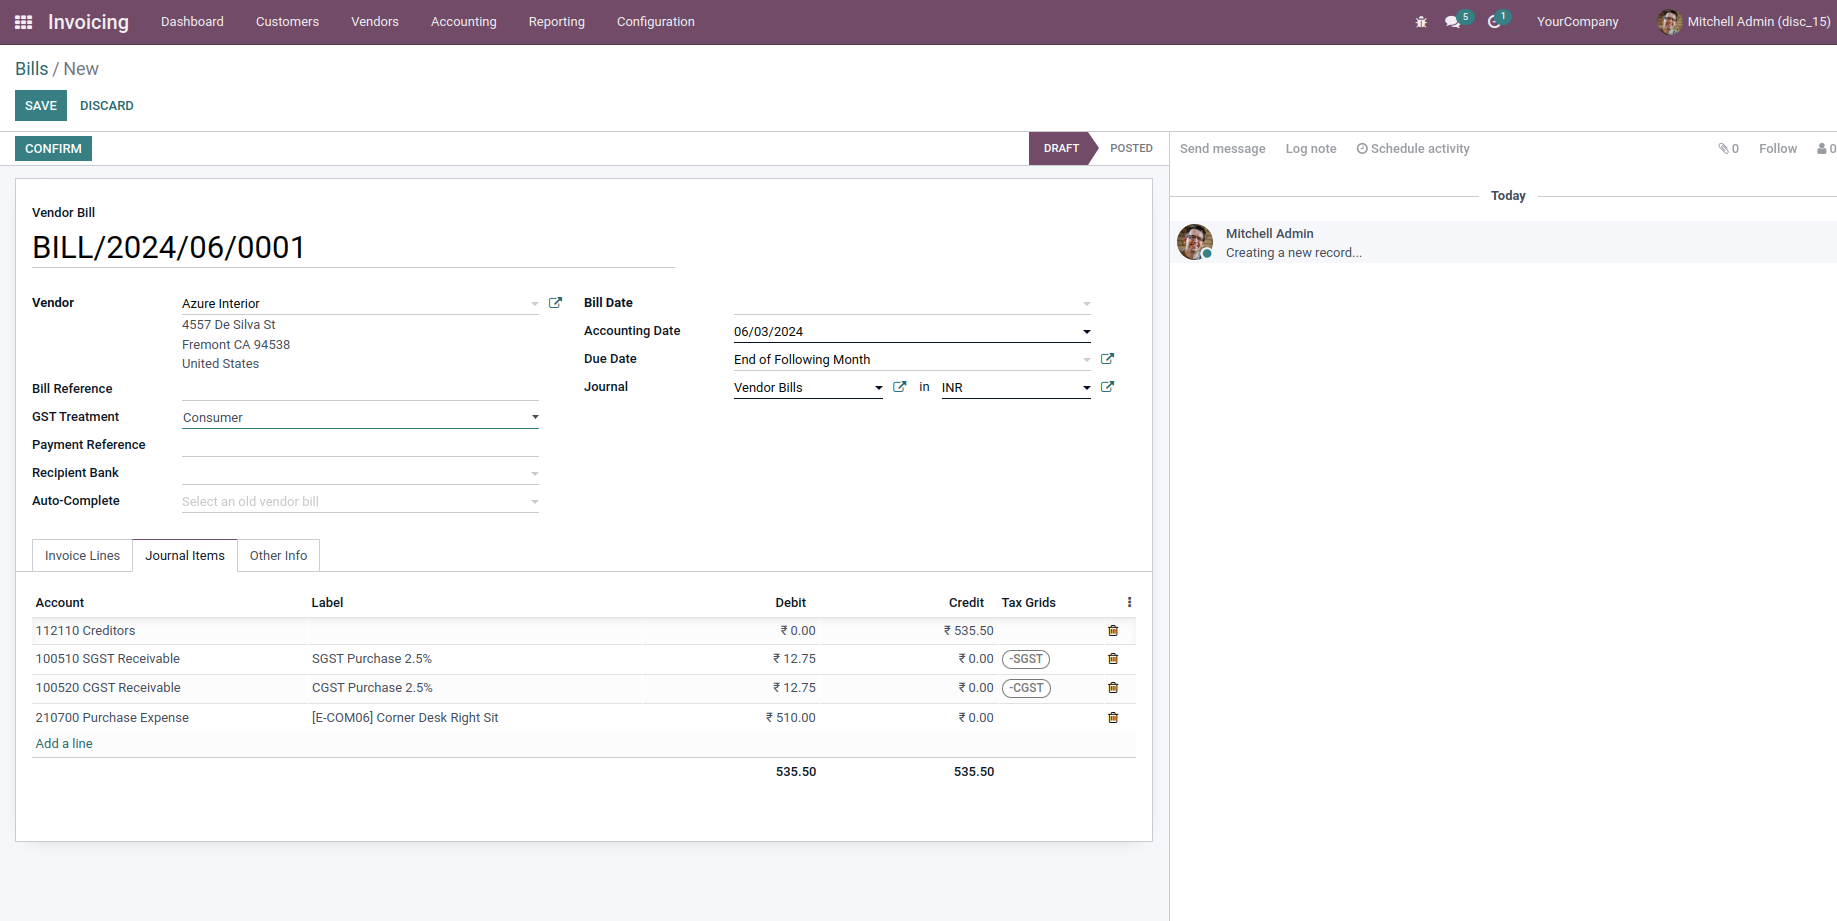 Invoicing Dashboard Customers Vendors Accounting Reporting Configuration 5 1 YourCompany Mitchell Admin (disc_15)
Bills / New
SAVE DISCARD
CONFIRM DRAFT POSTED
Send message Log note Schedule activity 0 Follow 0
Today
Mitchell Admin
Creating a new record...
Vendor Bill
BILL/2024/06/0001
Vendor Azure Interior
4557 De Silva St
Fremont CA 94538
United States
Bill Reference
GST Treatment Consumer
Payment Reference
Recipient Bank
Auto-Complete Select an old vendor bill
Bill Date
Accounting Date 06/03/2024
Due Date End of Following Month
Journal Vendor Bills in INR
Invoice Lines Journal Items Other Info
Account Label Debit Credit Tax Grids
112110 Creditors ₹ 0.00 ₹ 535.50
100510 SGST Receivable SGST Purchase 2.5% ₹ 12.75 ₹ 0.00 -SGST
100520 CGST Receivable CGST Purchase 2.5% ₹ 12.75 ₹ 0.00 -CGST
210700 Purchase Expense [E-COM06] Corner Desk Right Sit ₹ 510.00 ₹ 0.00
Add a line
535.50 535.50